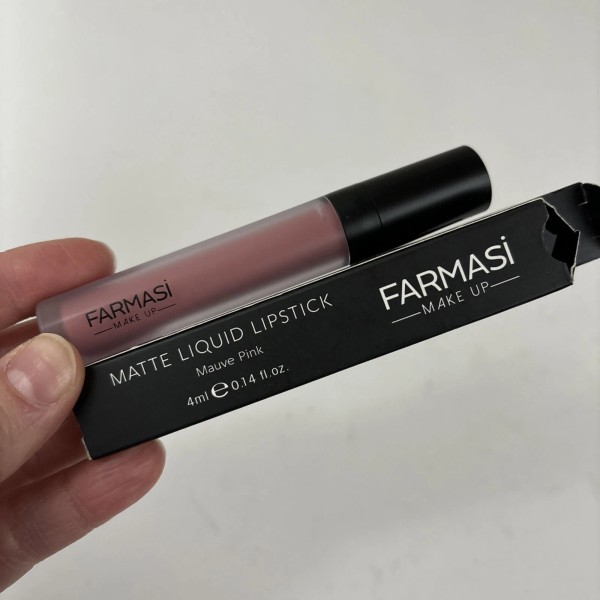 FARMASi
MAKE UP
MATTE LIQUID LIPSTICK
Mauve Pink
4ml ℮ 0.14 fl.oz.
FARMASi
MAKE UP